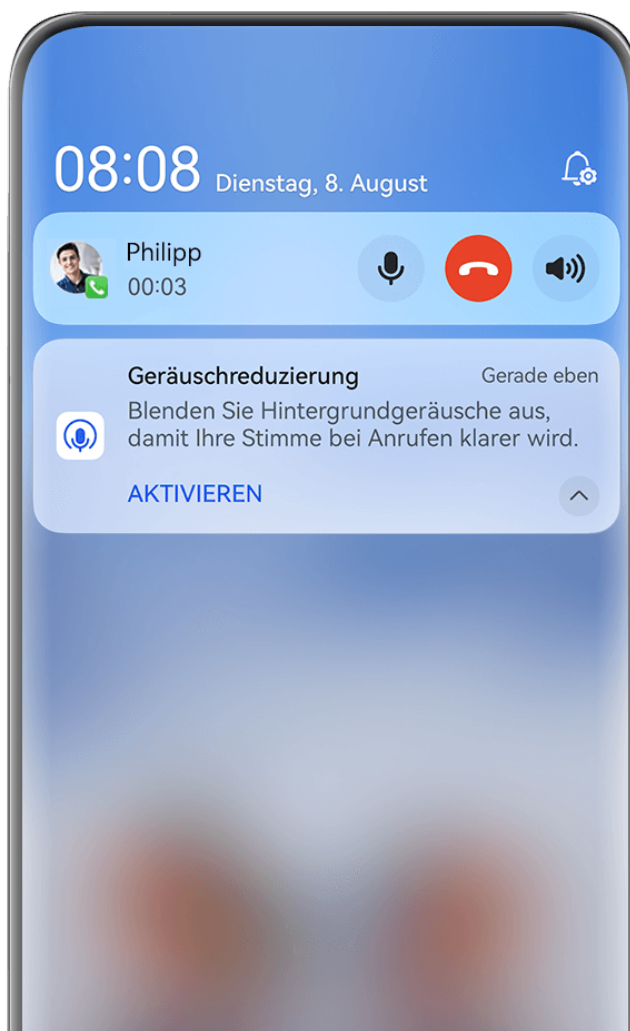 08:08 Dienstag, 8. August
Philipp
00:03
Geräuschreduzierung Gerade eben
Blenden Sie Hintergrundgeräusche aus,
damit Ihre Stimme bei Anrufen klarer wird.
AKTIVIEREN